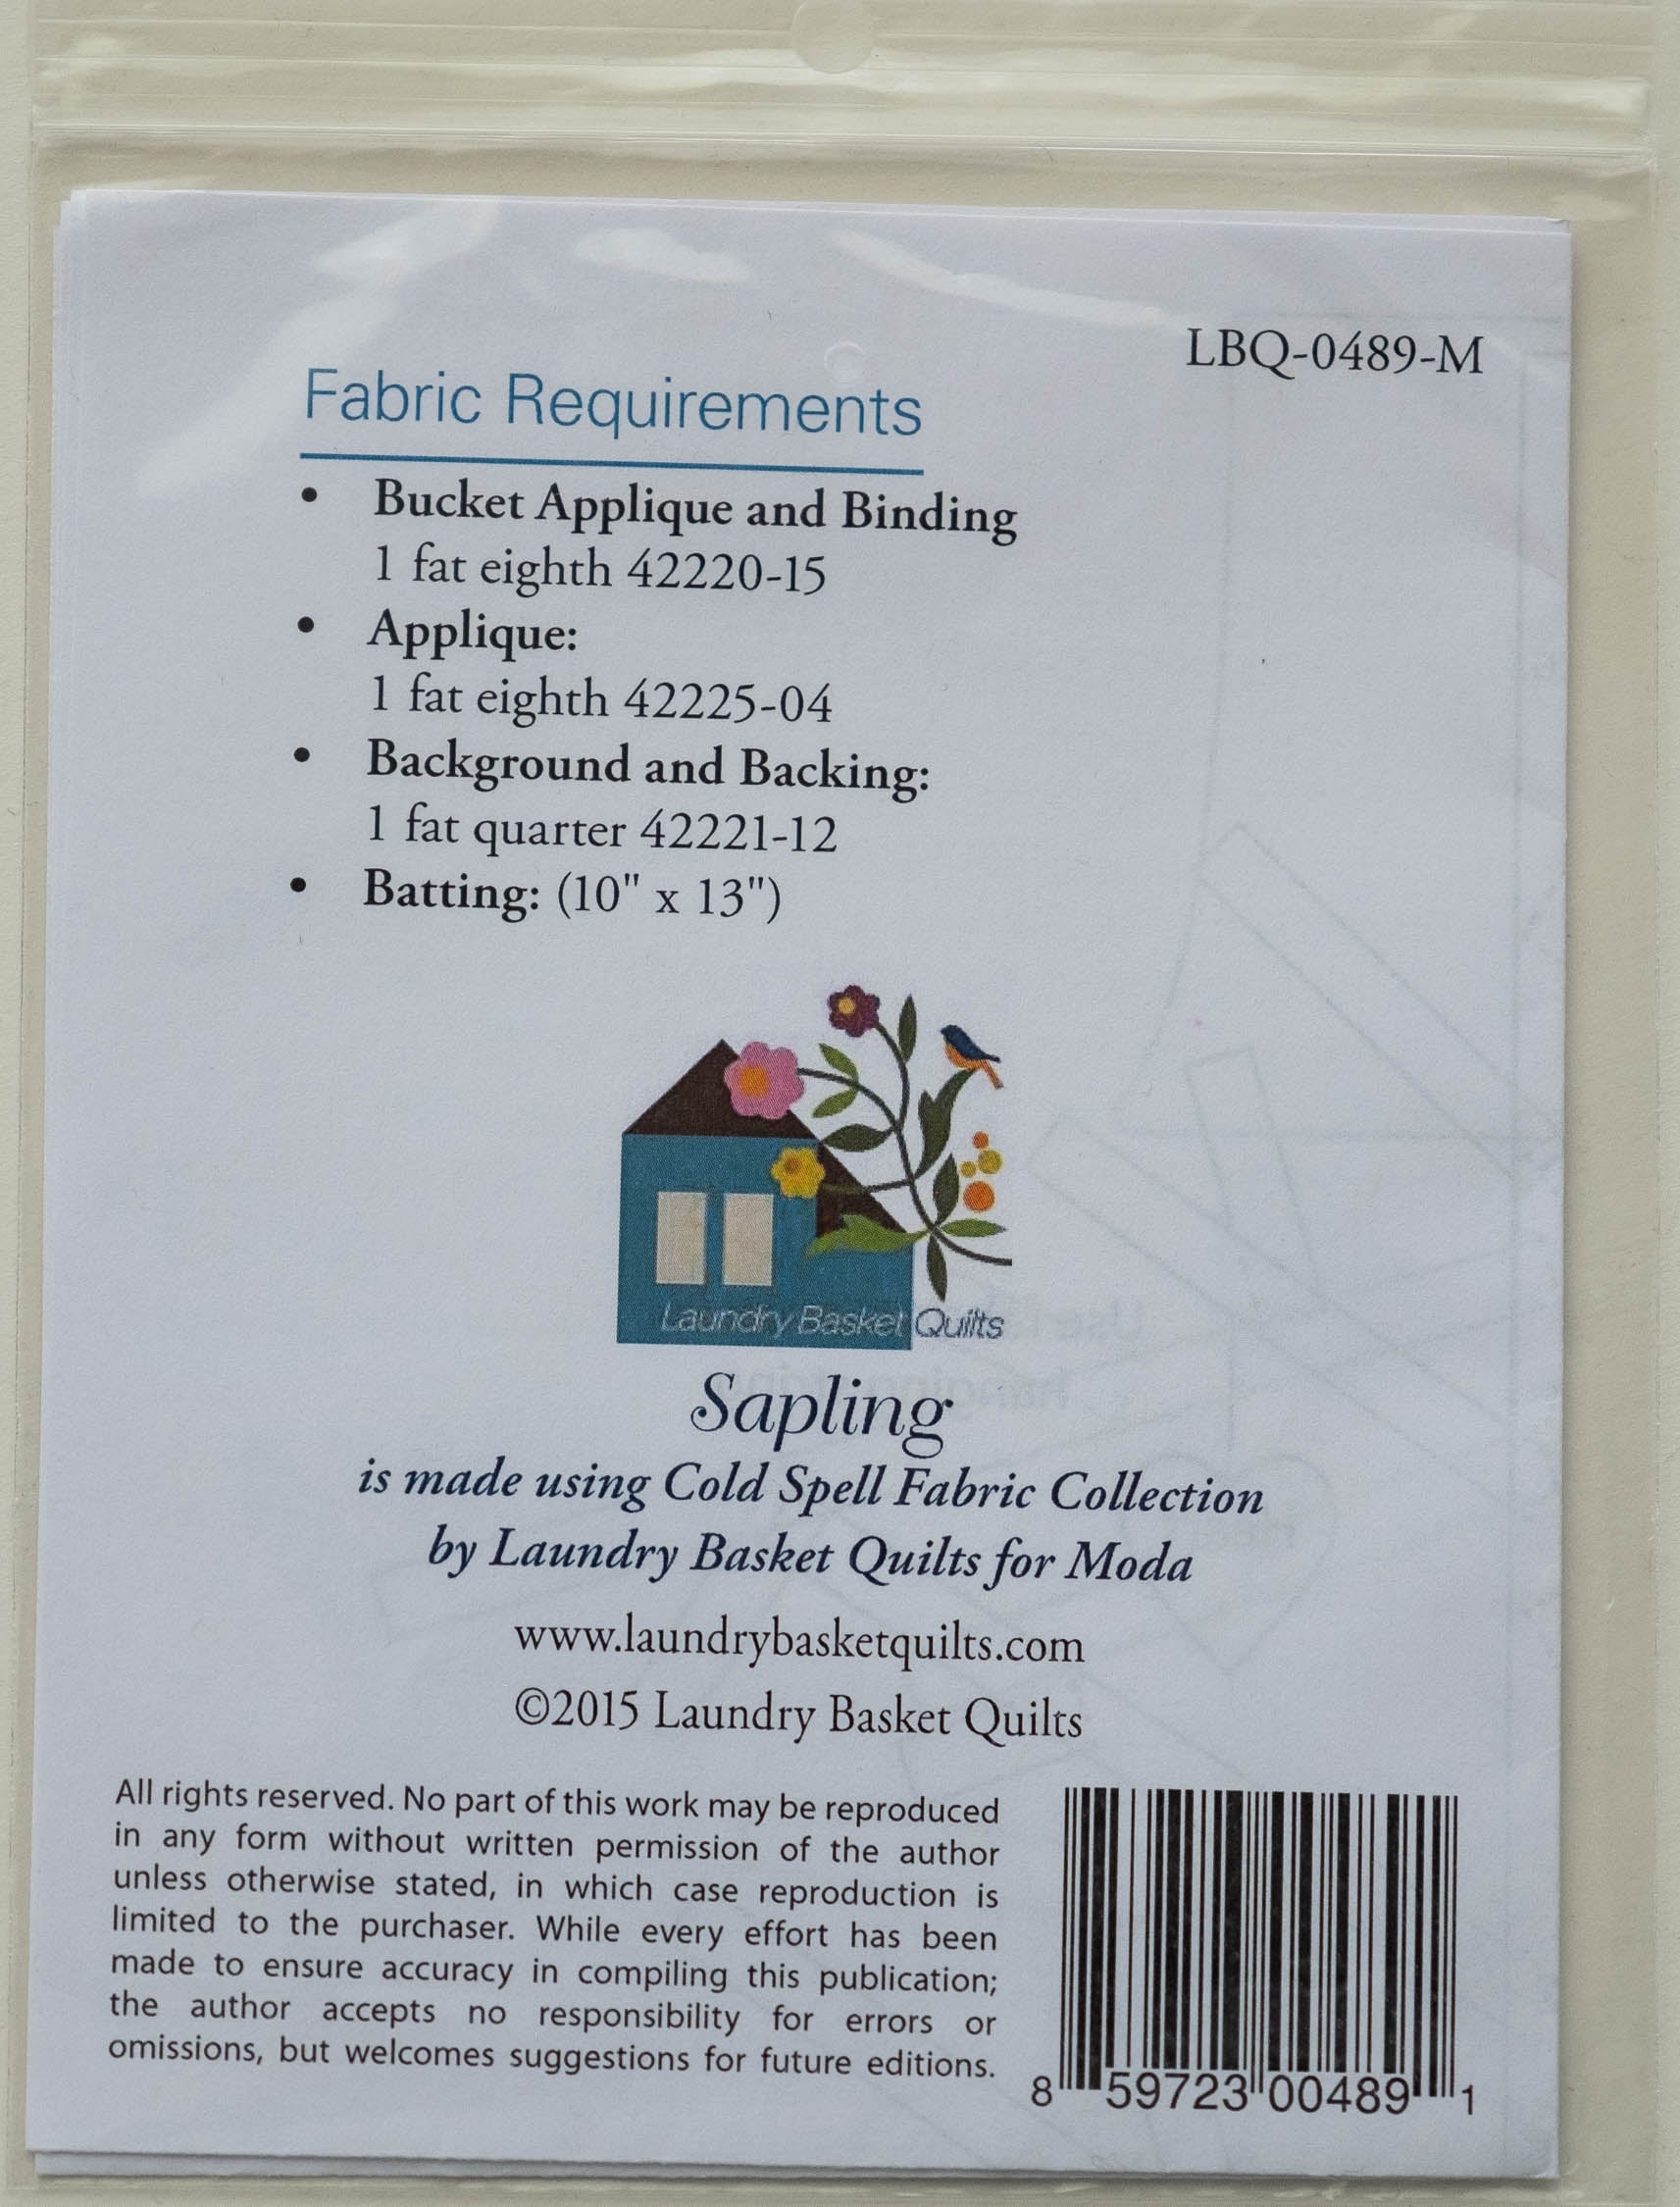 LBQ-0489-M
Fabric Requirements
• Bucket Applique and Binding
1 fat eighth 42220-15
• Applique:
1 fat eighth 42225-04
• Background and Backing:
1 fat quarter 42221-12
• Batting: (10" x 13")
Laundry Basket Quilts
Sapling
is made using Cold Spell Fabric Collection
by Laundry Basket Quilts for Moda
www.laundrybasketquilts.com
©2015 Laundry Basket Quilts
All rights reserved. No part of this work may be reproduced
in any form without written permission of the author
unless otherwise stated, in which case reproduction is
limited to the purchaser. While every effort has been
made to ensure accuracy in compiling this publication;
the author accepts no responsibility for errors or
omissions, but welcomes suggestions for future editions.
8 59723 00489 1